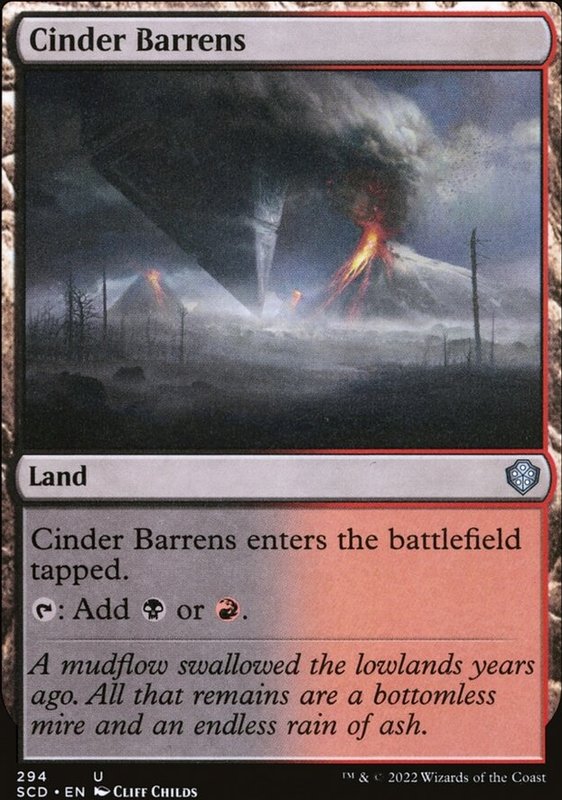 Cinder Barrens
Land
Cinder Barrens enters the battlefield
tapped.
: Add or .
A mudflow swallowed the lowlands years
ago. All that remains are a bottomless
mire and an endless rain of ash.
294 U
SCD • EN Cliff Childs
™ & © 2022 Wizards of the Coast